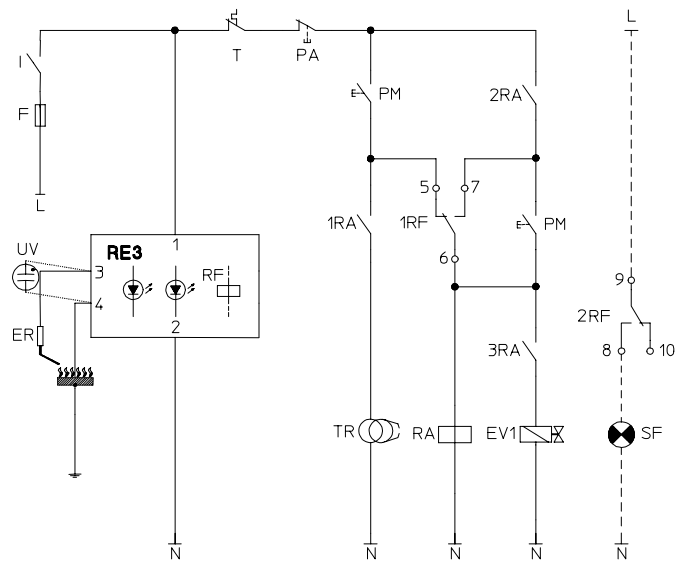 L
I
T
PA
F
PM
2RA
L
5
7
1RA
1RF
PM
6
UV
1
RE3
3
RF
4
2
ER
9
2RF
8
10
3RA
TR
RA
EV1
SF
N
N
N
N
N